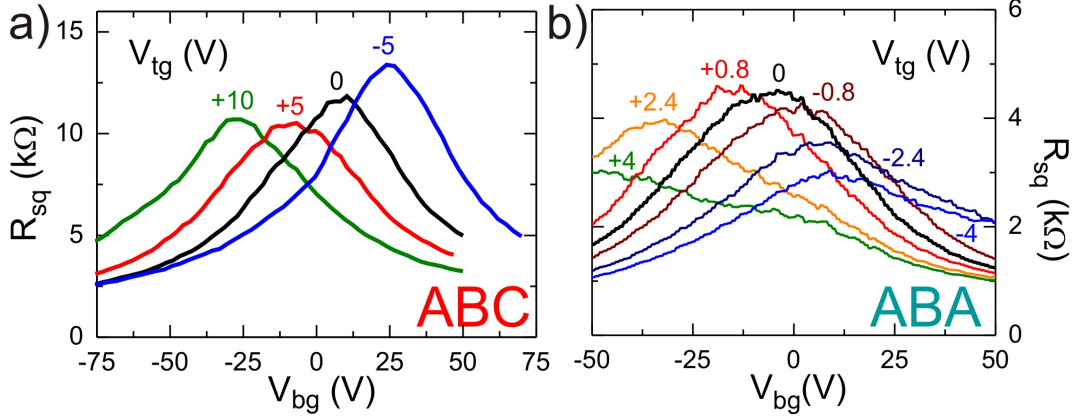 a)
V_tg (V)
-5
0
+5
+10
15
10
5
0
R_sq (kΩ)
ABC
-75 -50 -25 0 25 50 75
V_bg (V)
b)
V_tg (V)
+0.8
0
-0.8
+2.4
+4
-2.4
-4
6
4
2
0
R_sq (kΩ)
ABA
-50 -25 0 25 50
V_bg(V)